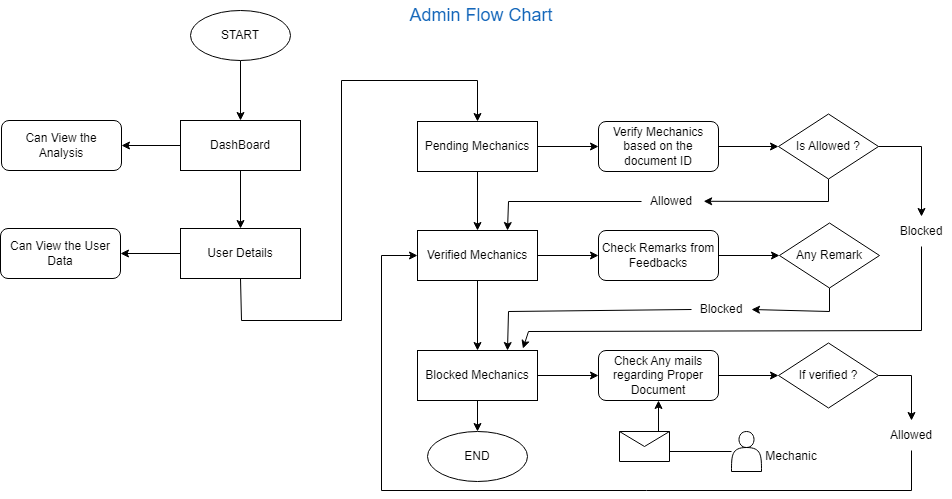 Admin Flow Chart
START
Can View the
Analysis
DashBoard
Can View the User
Data
User Details
Pending Mechanics
Verify Mechanics
based on the
document ID
Is Allowed ?
Allowed
Blocked
Verified Mechanics
Check Remarks from
Feedbacks
Any Remark
Blocked
Blocked Mechanics
Check Any mails
regarding Proper
Document
If verified ?
Allowed
END
Mechanic